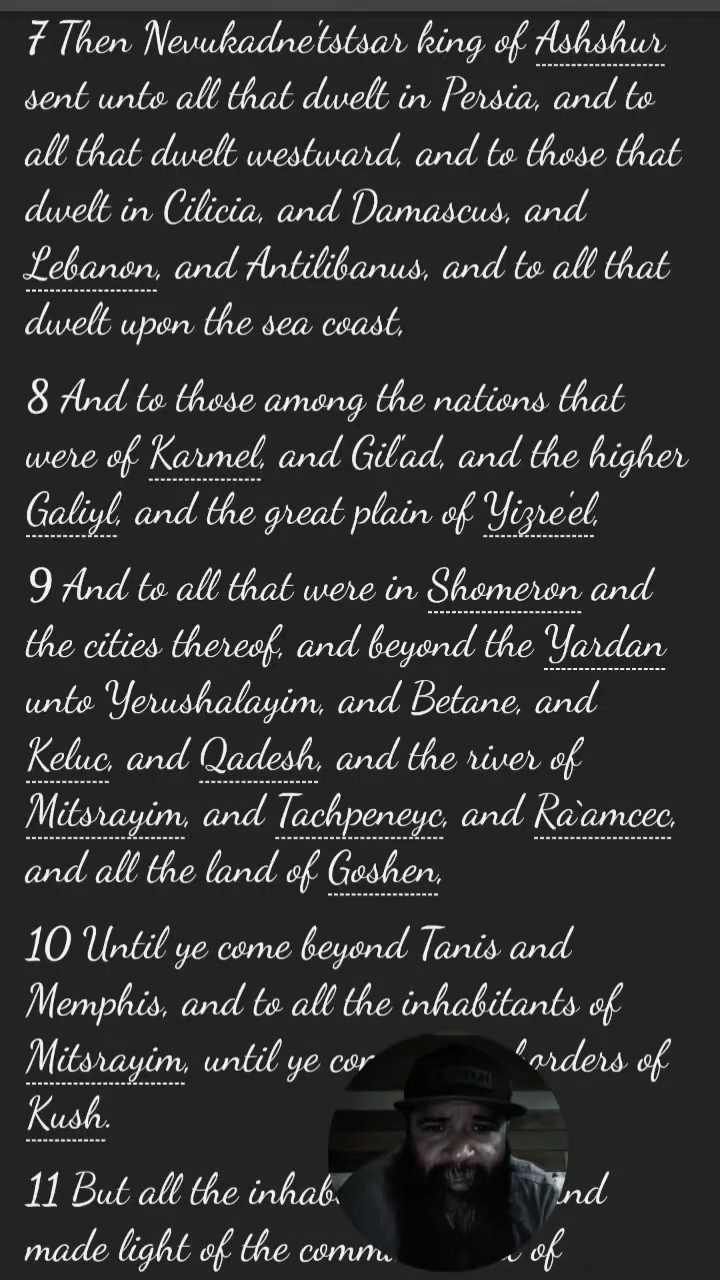 7 Then Nevukadne'tstsar king of Ashshur
sent unto all that dwelt in Persia, and to
all that dwelt westward, and to those that
dwelt in Cilicia, and Damascus, and
Lebanon, and Antilibanus, and to all that
dwelt upon the sea coast,
8 And to those among the nations that
were of Karmel, and Gil'ad, and the higher
Galiyl, and the great plain of Yizre'el,
9 And to all that were in Shomeron and
the cities thereof, and beyond the Yardan
unto Yerushalayim, and Betane, and
Keluc, and Qadesh, and the river of
Mitsrayim, and Tachpeneyc, and Ra`amcec,
and all the land of Goshen,
10 Until ye come beyond Tanis and
Memphis, and to all the inhabitants of
Mitsrayim, until ye of
Kush.
11 But all the
made light of the of